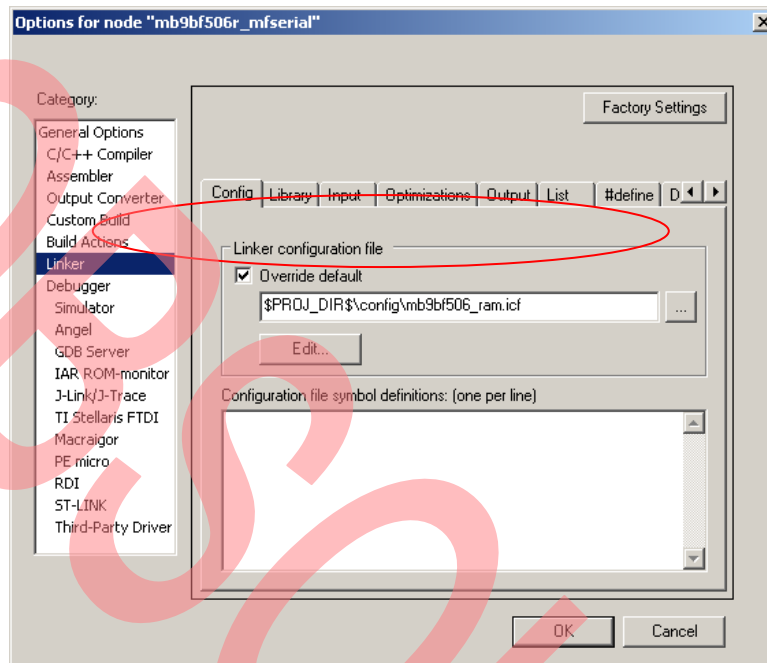 Options for node "mb9bf506r_mfserial"
Category:
Factory Settings
General Options
C/C++ Compiler
Assembler
Output Converter
Custom Build
Build Actions
Linker
Debugger
Simulator
Angel
GDB Server
IAR ROM-monitor
J-Link/J-Trace
TI Stellaris FTDI
Macraigor
PE micro
RDI
ST-LINK
Third-Party Driver
Config Library Input Optimizations Output List #define D
Linker configuration file
Override default
$PROJ_DIR$\config\mb9bf506_ram.icf
...
Edit...
Configuration file symbol definitions: (one per line)
OK Cancel